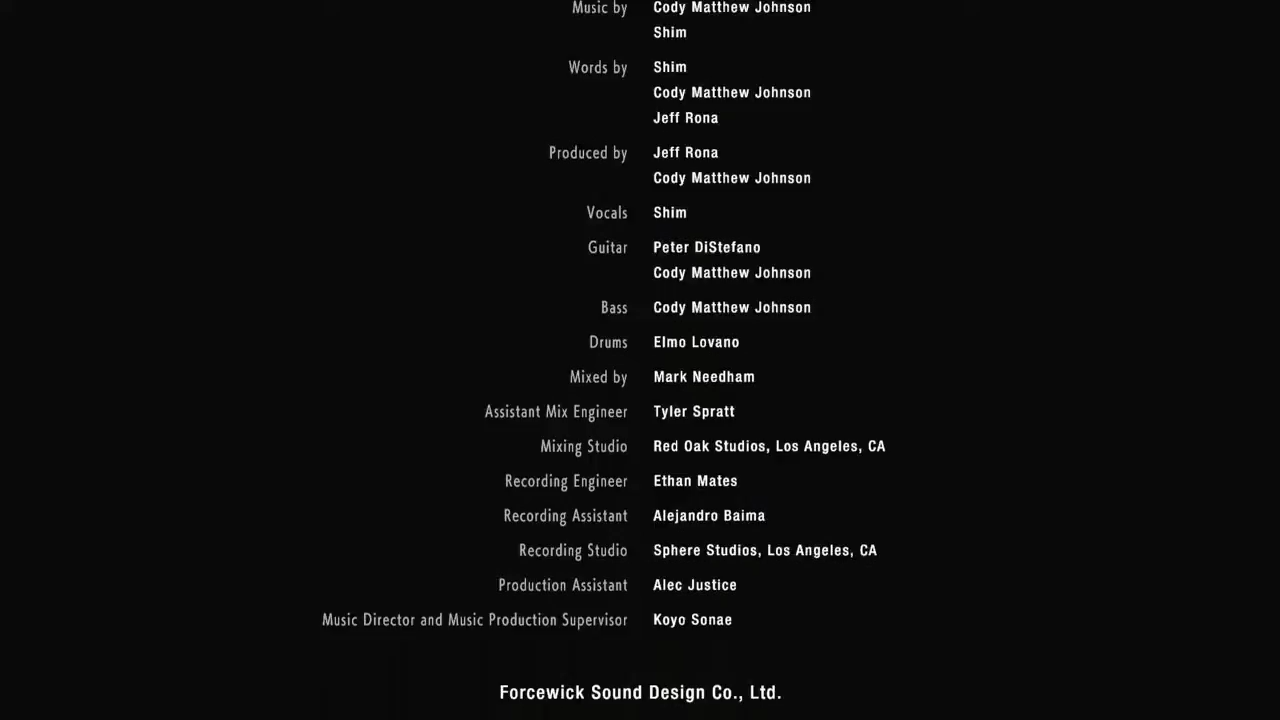 Music by Cody Matthew Johnson
Shim
Words by Shim
Cody Matthew Johnson
Jeff Rona
Produced by Jeff Rona
Cody Matthew Johnson
Vocals Shim
Guitar Peter DiStefano
Cody Matthew Johnson
Bass Cody Matthew Johnson
Drums Elmo Lovano
Mixed by Mark Needham
Assistant Mix Engineer Tyler Spratt
Mixing Studio Red Oak Studios, Los Angeles, CA
Recording Engineer Ethan Mates
Recording Assistant Alejandro Baima
Recording Studio Sphere Studios, Los Angeles, CA
Production Assistant Alec Justice
Music Director and Music Production Supervisor Koyo Sonae
Forcewick Sound Design Co., Ltd.